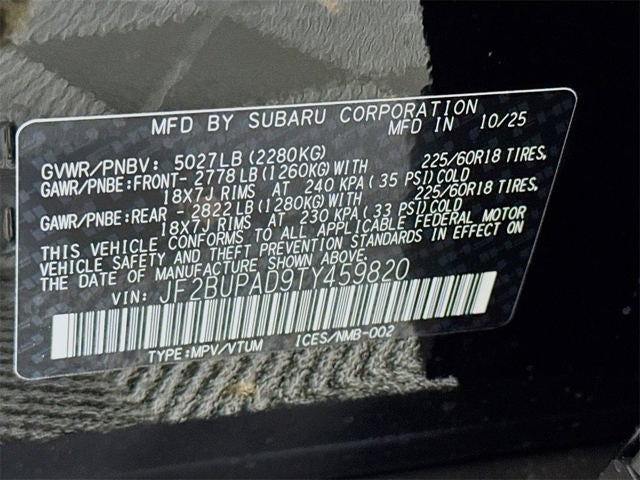 MFD BY SUBARU CORPORATION
MFD IN 10/25
GVWR/PNBV: 5027LB (2280KG)
GAWR/PNBE:FRONT- 2778 LB (1260KG) WITH 225/60R18 TIRES,
18X7J RIMS AT 240 KPA ( 35 PSI) COLD
GAWR/PNBE:REAR - 2822 LB (1280KG) WITH 225/60R18 TIRES,
18X7J RIMS AT 230 KPA ( 33 PSI) COLD
THIS VEHICLE CONFORMS TO ALL APPLICABLE FEDERAL MOTOR
VEHICLE SAFETY AND THEFT PREVENTION STANDARDS IN EFFECT ON
THE DATE OF MANUFACTURE SHOWN ABOVE.
VIN: JF2BUPAD9TY459820
TYPE:MPV/VTUM ICES/NMB-002